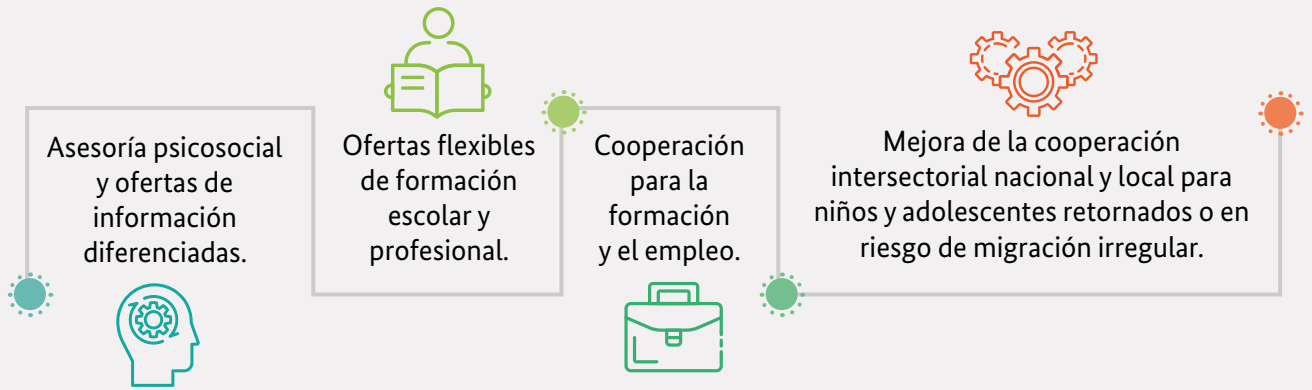 Asesoría psicosocial
y ofertas de
información
diferenciadas.
Ofertas flexibles
de formación
escolar y
profesional.
Cooperación
para la
formación
y el empleo.
Mejora de la cooperación
intersectorial nacional y local para
niños y adolescentes retornados o en
riesgo de migración irregular.